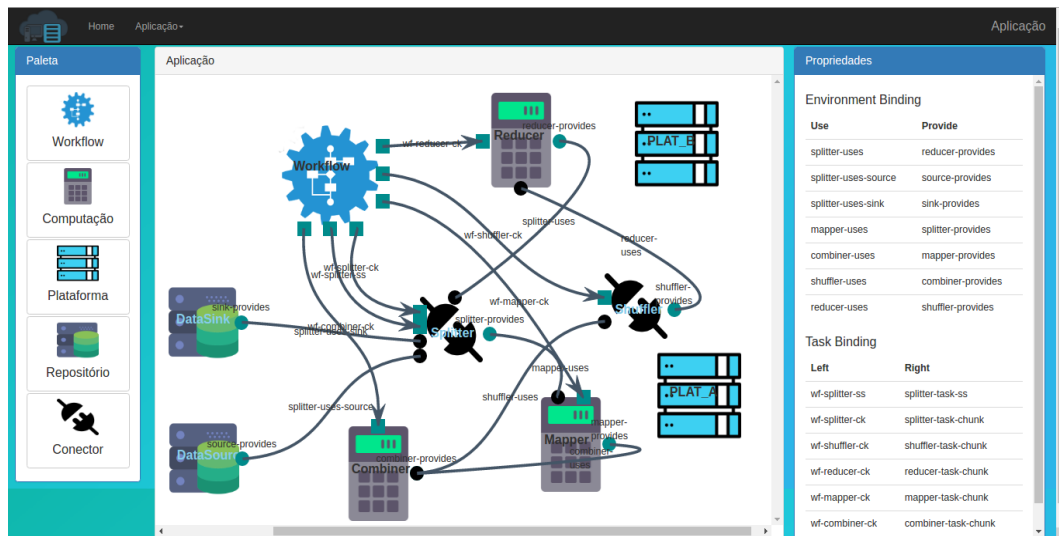 Home
Aplicação
Aplicação
Paleta
Workflow
Computação
Plataforma
Repositório
Conector
Aplicação
reducer-provides
Reducer
wf-reducer-ck
Workflow
PLAT_B
splitter-uses
wf-shuffler-ck
reducer-
uses
wf-splitter-ck
wf-splitter-ss
shuffler-
provides
wf-mapper-ck
sink-provides
DataSink
Shuffler
splitter-provides
wf-combiner-ck
splitter-uses-sink
Splitter
mapper-uses
PLAT_A
shuffler-uses
splitter-uses-source
mapper-
provides
source-provides
Mapper
DataSource
combiner-
uses
combiner-provides
Combiner
Propriedades
Environment Binding
Use Provide
splitter-uses reducer-provides
splitter-uses-source source-provides
splitter-uses-sink sink-provides
mapper-uses splitter-provides
combiner-uses mapper-provides
shuffler-uses combiner-provides
reducer-uses shuffler-provides
Task Binding
Left Right
wf-splitter-ss splitter-task-ss
wf-splitter-ck splitter-task-chunk
wf-shuffler-ck shuffler-task-chunk
wf-reducer-ck reducer-task-chunk
wf-mapper-ck mapper-task-chunk
wf-combiner-ck combiner-task-chunk